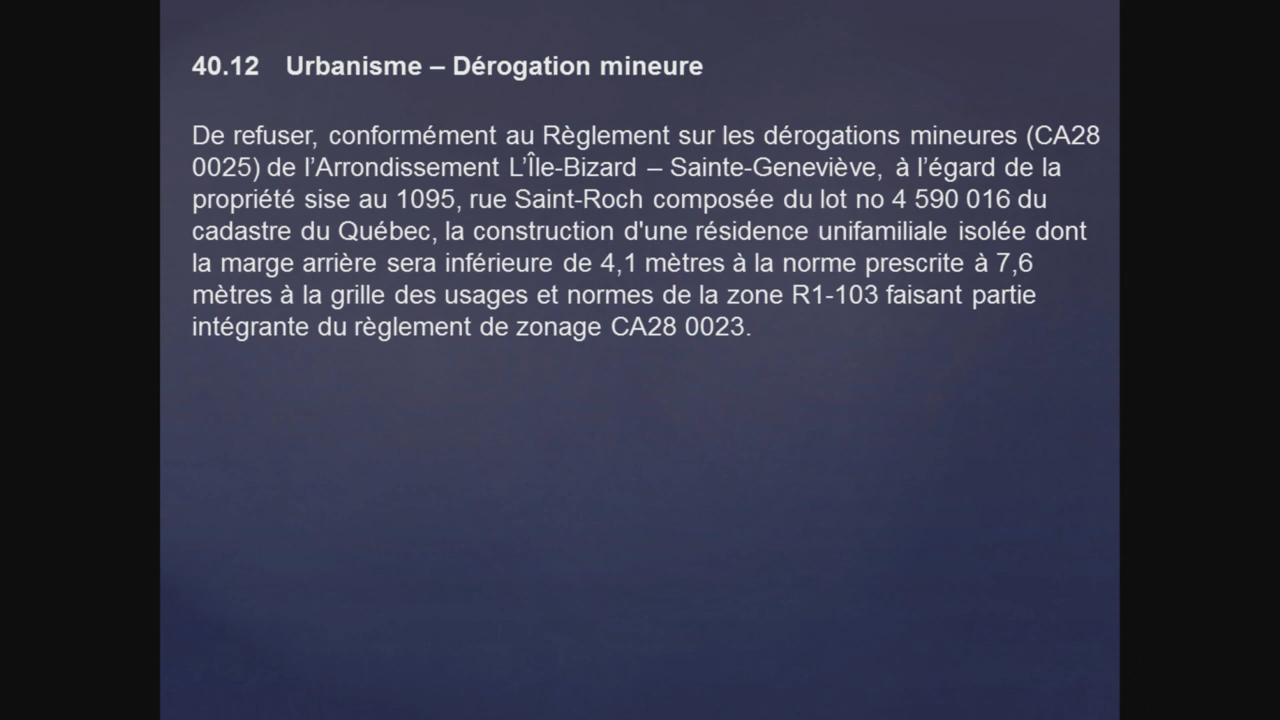 40.12 Urbanisme – Dérogation mineure
De refuser, conformément au Règlement sur les dérogations mineures (CA28
0025) de l’Arrondissement L’Île-Bizard – Sainte-Geneviève, à l’égard de la
propriété sise au 1095, rue Saint-Roch composée du lot no 4 590 016 du
cadastre du Québec, la construction d'une résidence unifamiliale isolée dont
la marge arrière sera inférieure de 4,1 mètres à la norme prescrite à 7,6
mètres à la grille des usages et normes de la zone R1-103 faisant partie
intégrante du règlement de zonage CA28 0023.